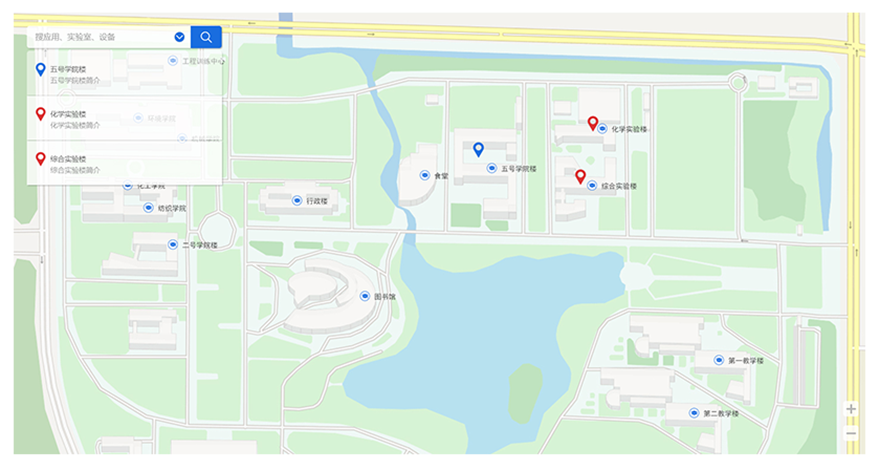 搜应用、实验室、设备
工程训练中心
五号学院楼
五号学院楼简介
化学实验楼
化学实验楼简介
环境学院
综合实验楼
综合实验楼简介
化工学院
纺织学院
行政楼
二号学院楼
食堂
五号学院楼
化学实验楼
综合实验楼
图书馆
第一教学楼
第二教学楼